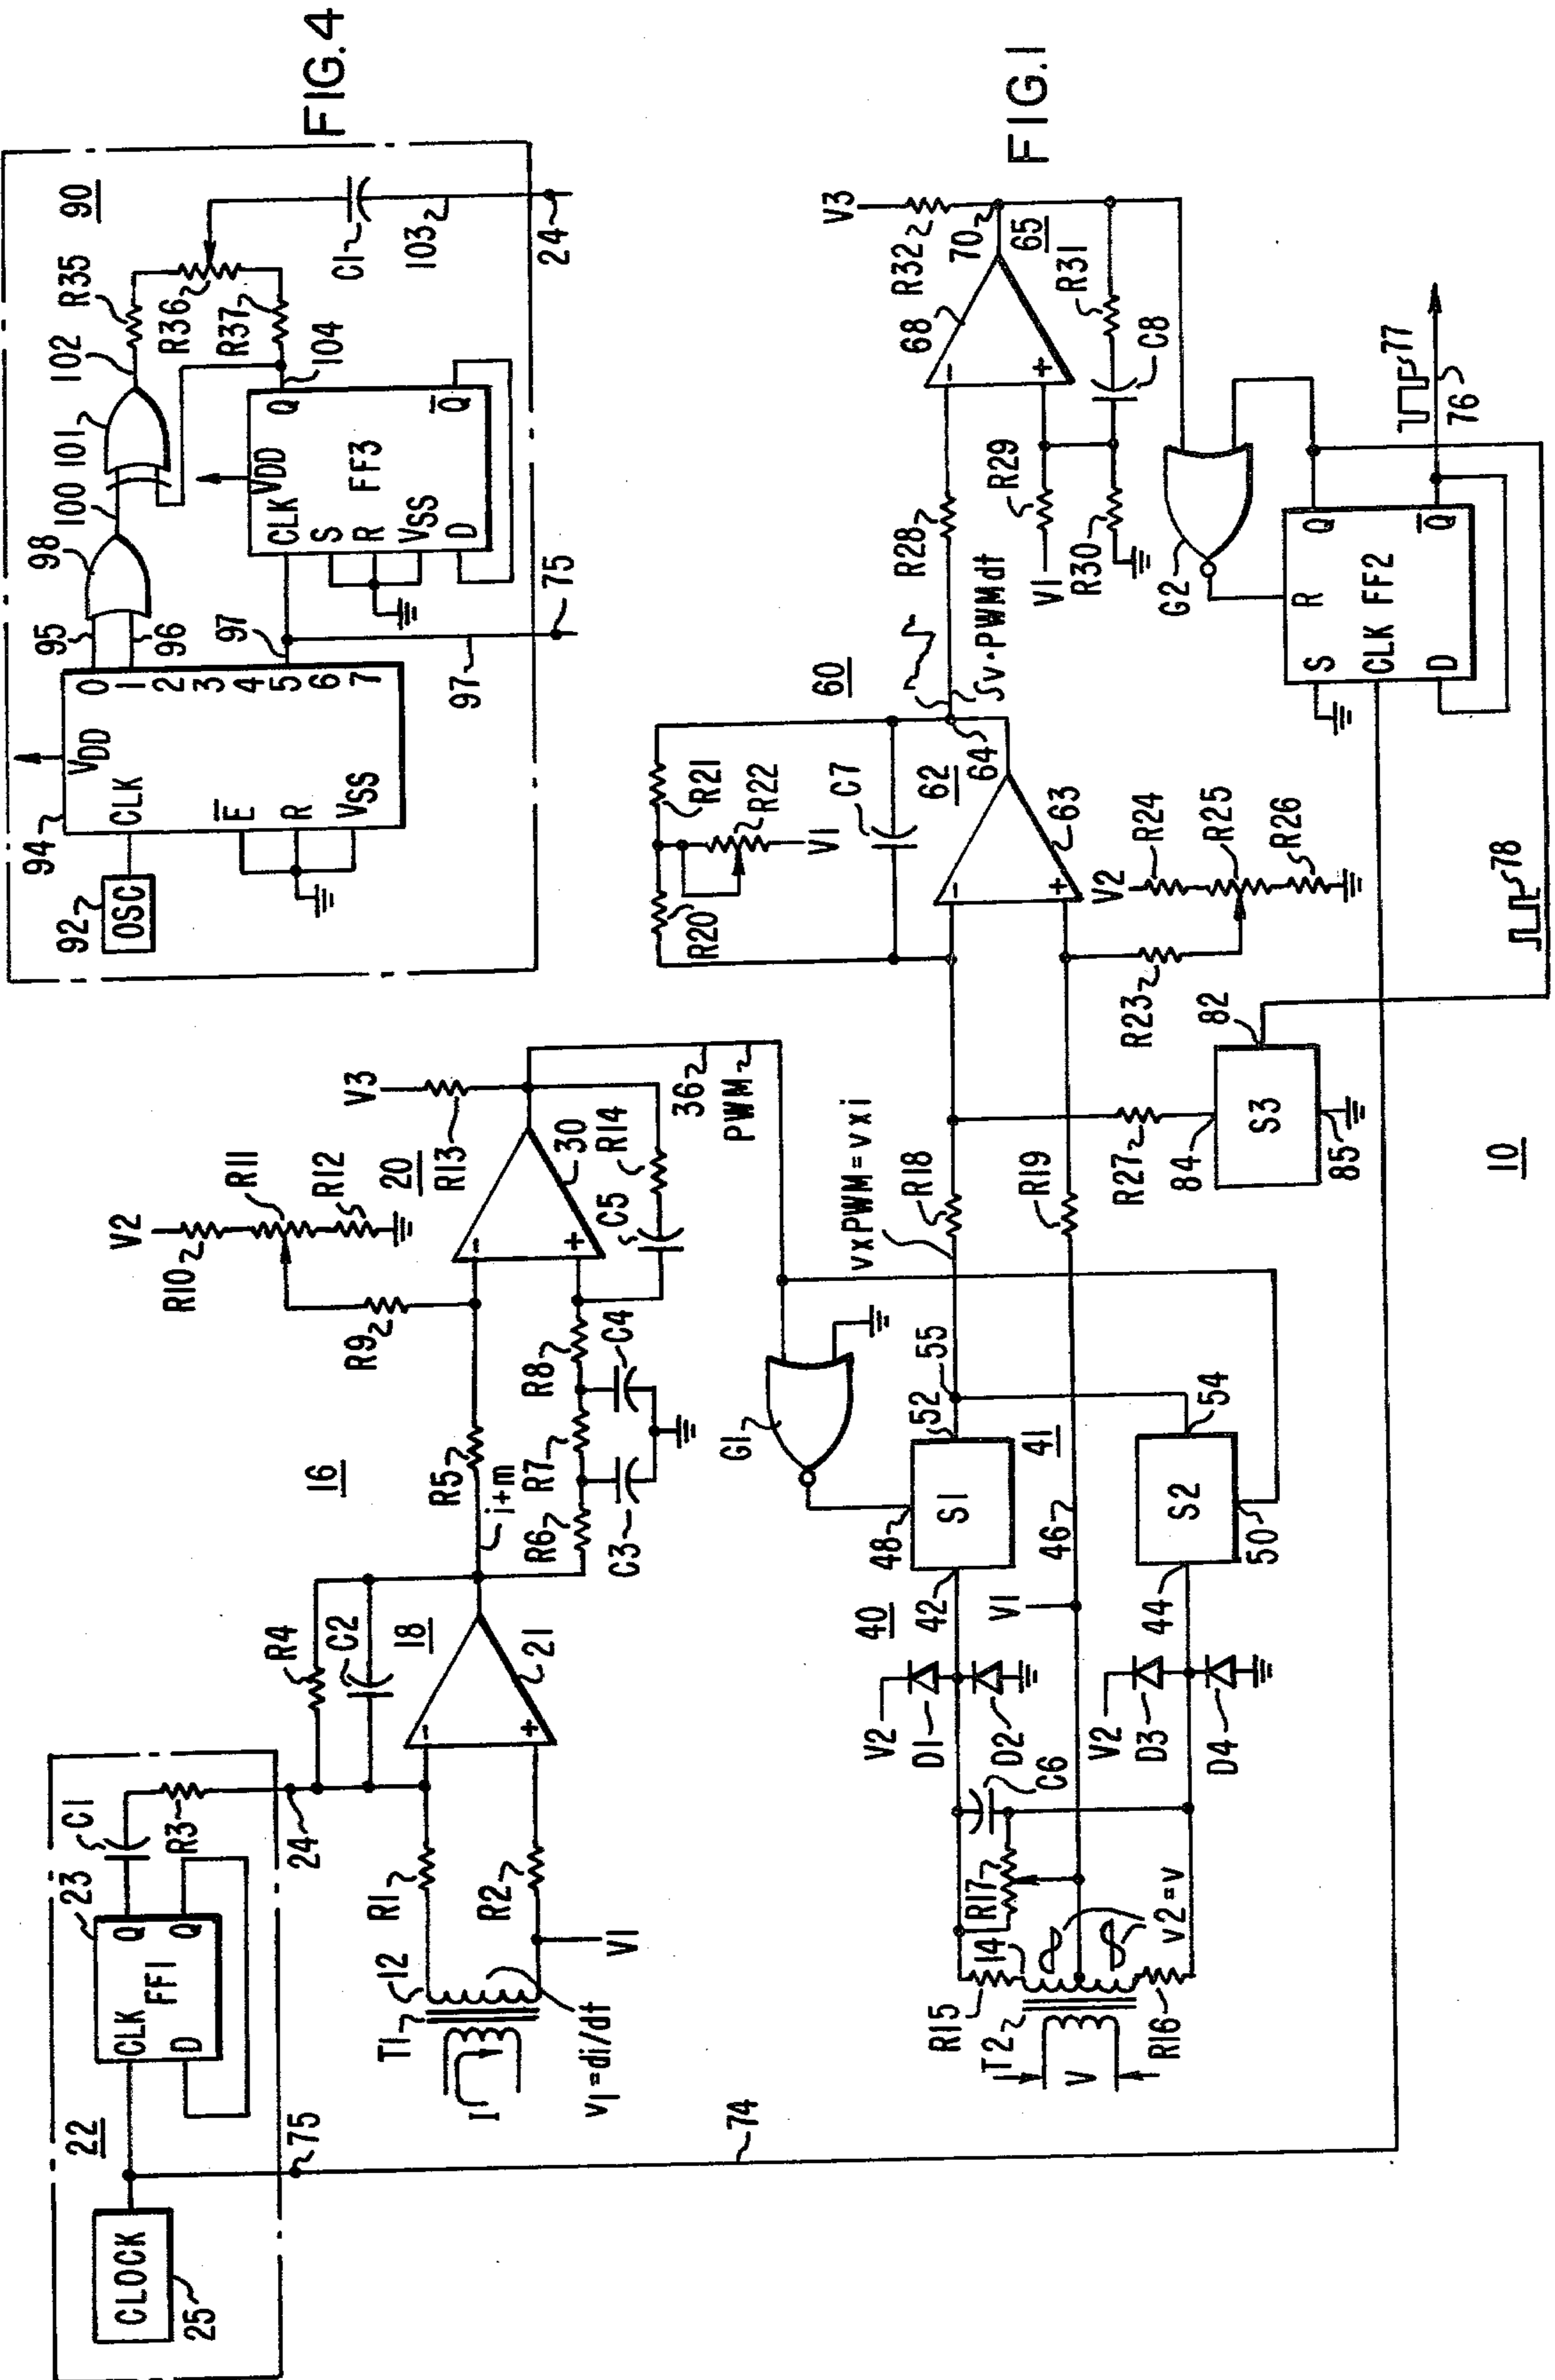 FIG. 4
90
92
OSC
94
VDD
CLK
E
R
VSS
0
1
2
3
4
5
6
7
95
96
97
97
75
98
100
101
102
R35
R36
R37
104
VDD
CLK
S
R
VSS
D
FF3
Q
Q
C1
103
24
FIG. 1
22
CLOCK
25
75
74
CLK
D
FF1
Q
Q
23
C1
R3
24
T1
I
12
v1=di/dt
R1
R2
V1
R4
C2
18
21
16
i+m
R5
R6
R7
R8
C3
C4
R9
V2
R10
R11
R12
20
30
V3
R13
R14
C5
36
PWM
G1
T2
V
14
R15
R16
R17
v2=v
C6
V2
D1
D2
V2
D3
D4
40
V1
42
44
46
48
S1
41
S2
50
52
54
55
vxPWM=vxi
R18
R19
R27
84
S3
82
85
R23
V2
R24
R25
R26
R20
R21
R22
V1
C7
62
63
64
60
∫v•PWMdt
R28
V1
R29
R30
68
65
70
V3
R32
R31
C8
G2
S
R
CLK FF2
D
Q
Q
77
76
78
10